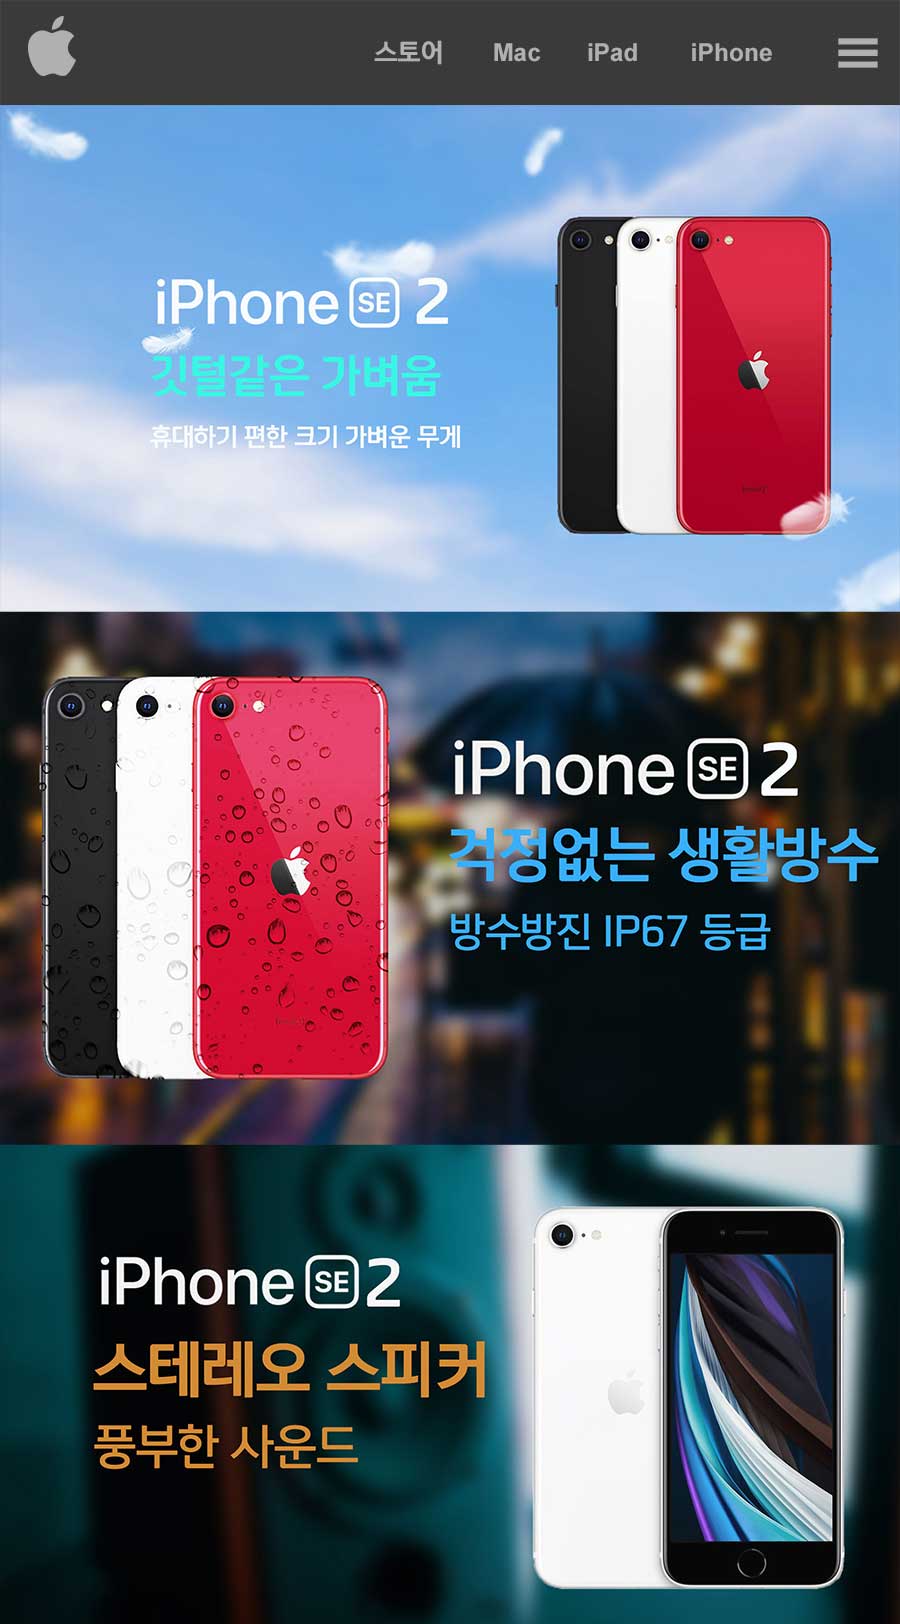 스토어 Mac iPad iPhone
iPhone SE 2
깃털같은 가벼움
휴대하기 편한 크기 가벼운 무게
iPhone SE 2
걱정없는 생활방수
방수방진 IP67 등급
iPhone SE 2
스테레오 스피커
풍부한 사운드